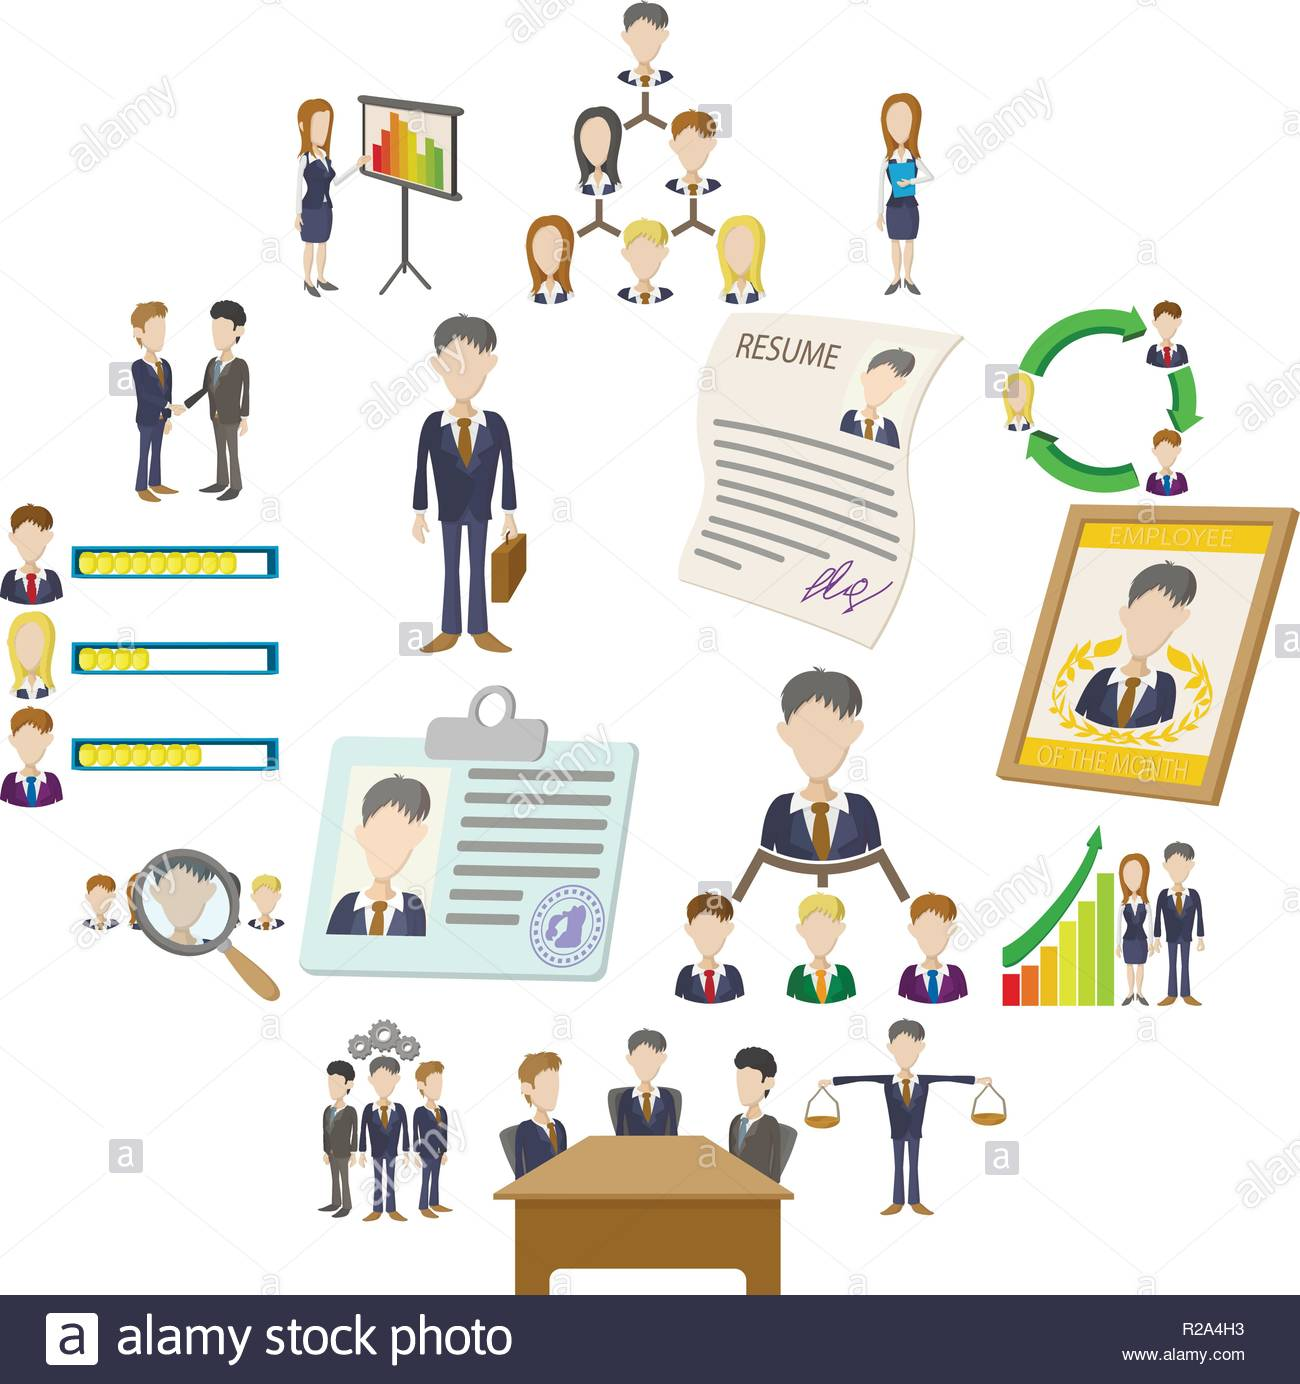 RESUME
EMPLOYEE
OF THE MONTH
a alamy stock photo
R2A4H3
www.alamy.com